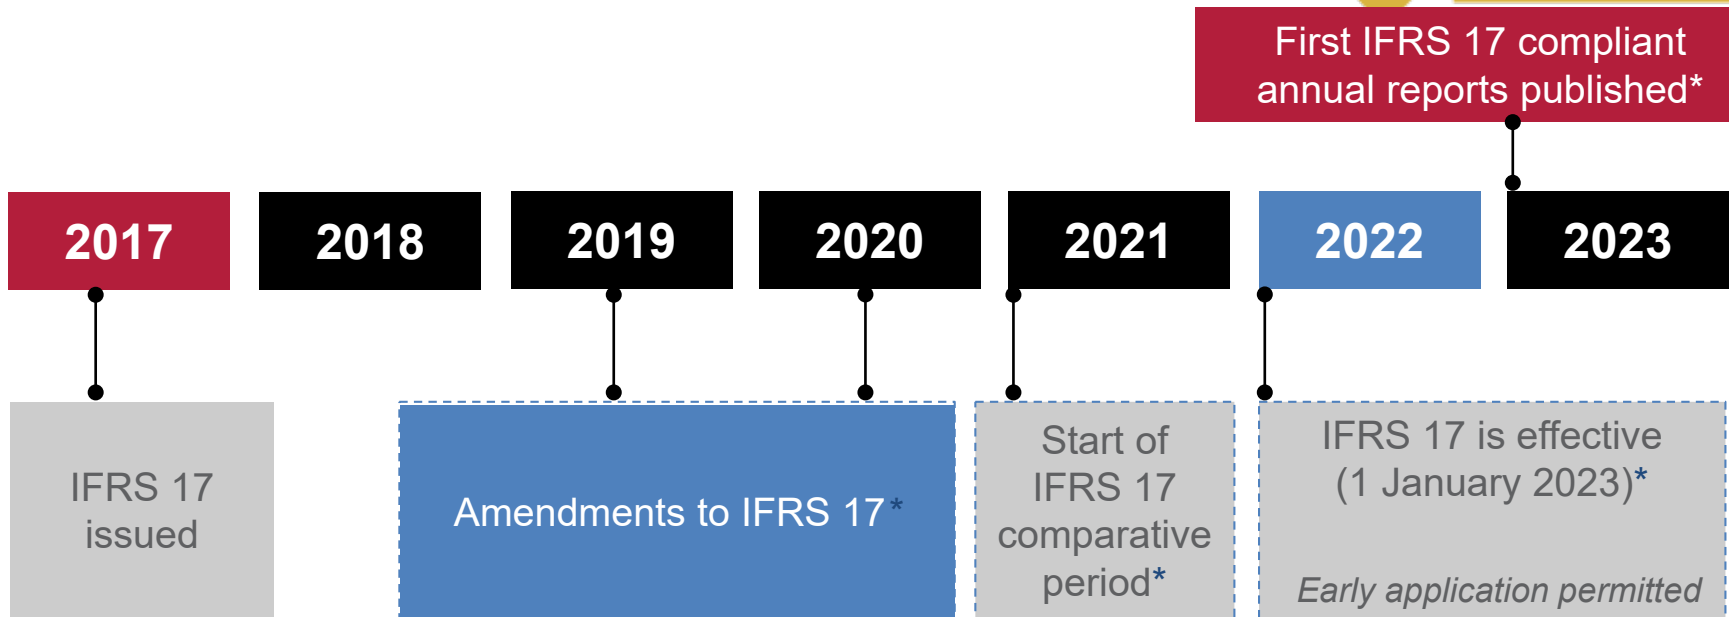 First IFRS 17 compliant
annual reports published*
2017
2018
2019
2020
2021
2022
2023
IFRS 17
issued
Amendments to IFRS 17*
Start of
IFRS 17
comparative
period*
IFRS 17 is effective
(1 January 2023)*
Early application permitted